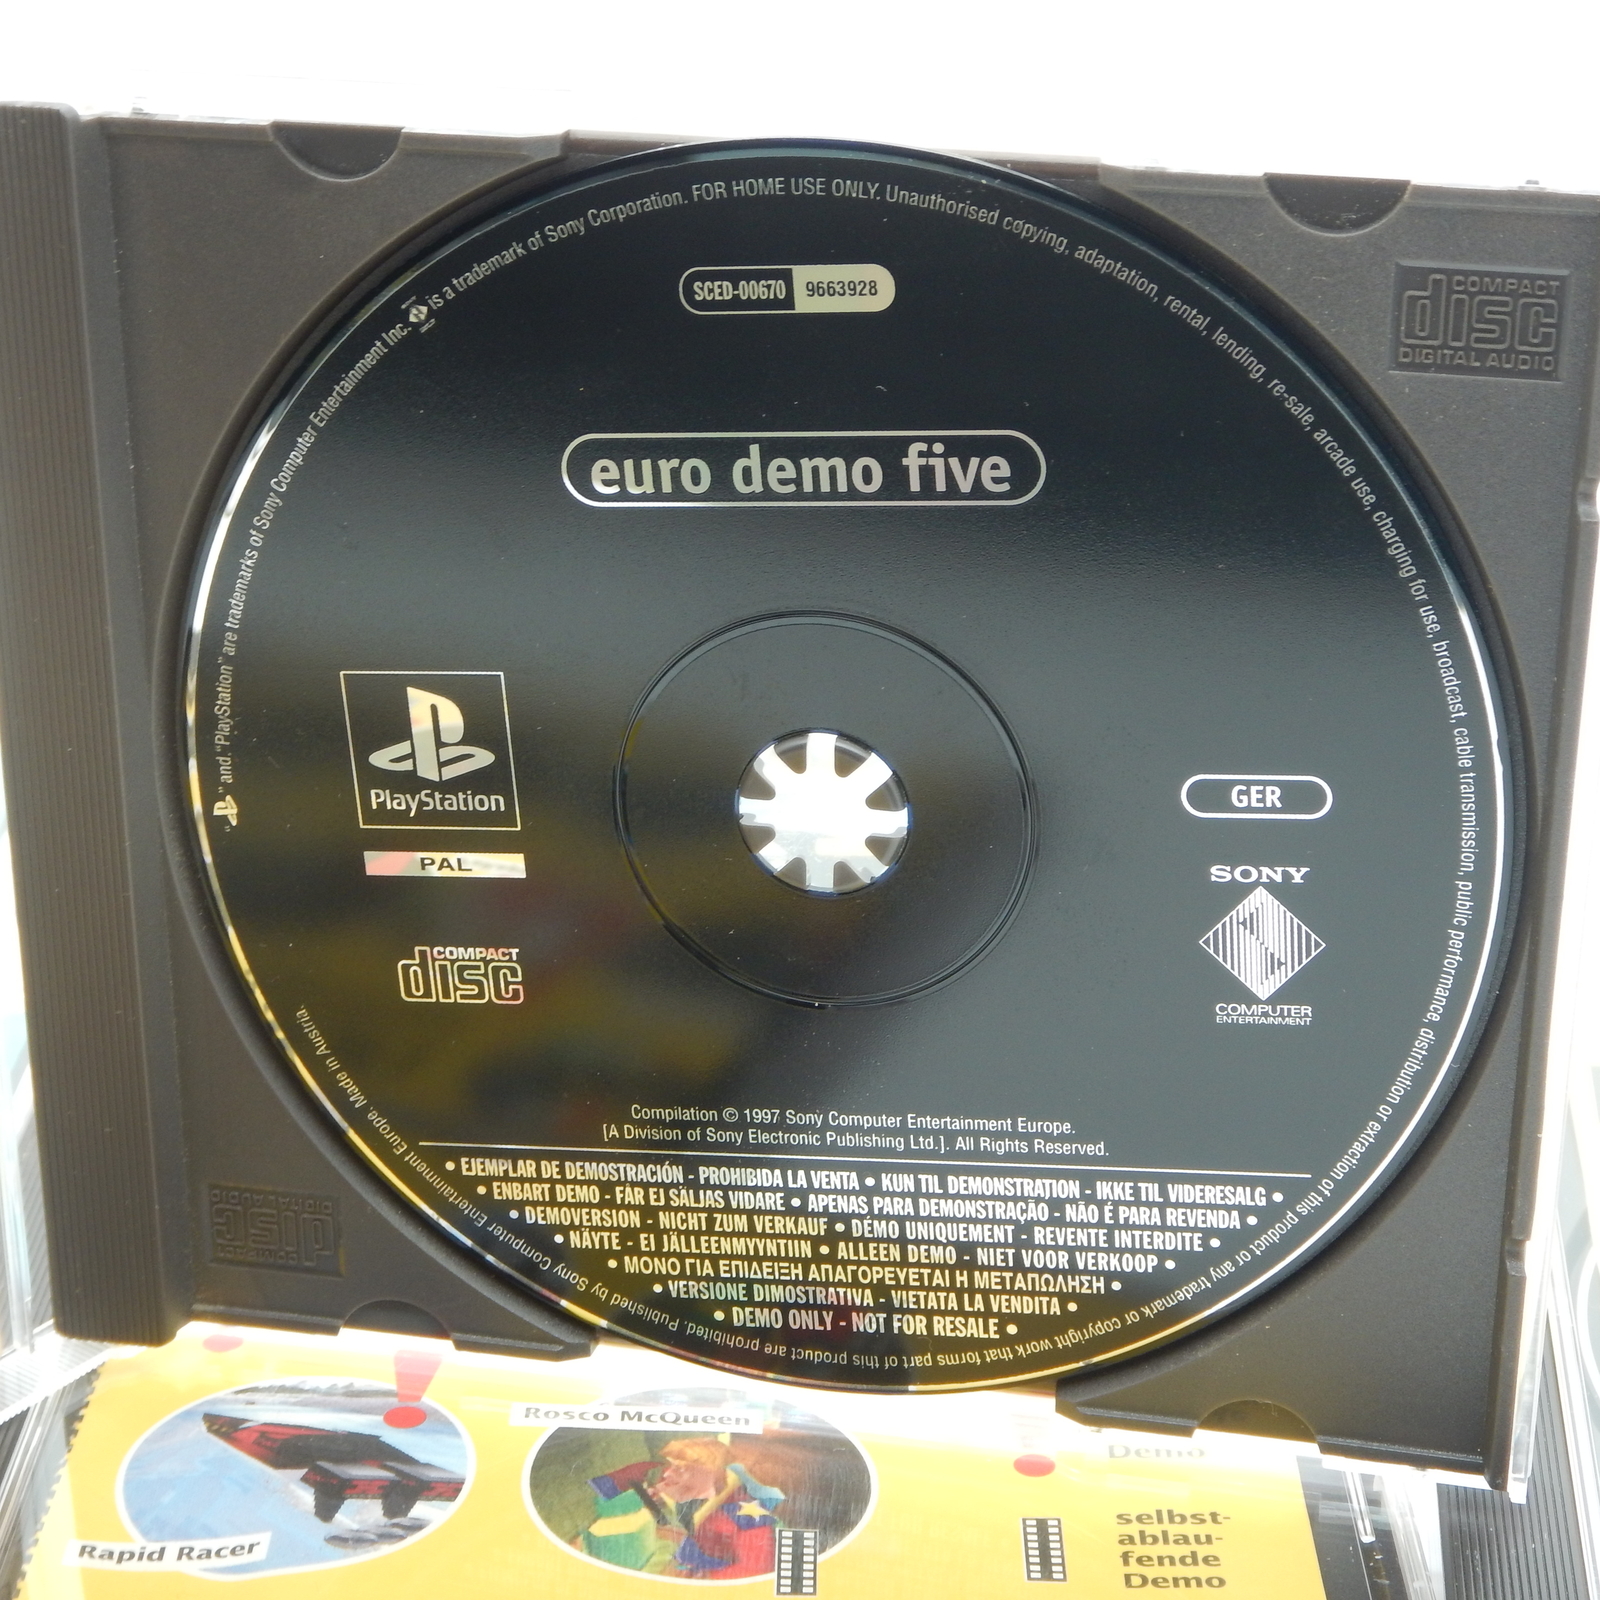 "PS" and "PlayStation" are trademarks of Sony Computer Entertainment Inc. is a trademark of Sony Corporation. FOR HOME USE ONLY. Unauthorised copying, adaptation, rental, lending, re-sale, arcade use, charging for use, broadcast, cable transmission, public performance, distribution or extraction of this product or any trademark or copyright work that forms part of this product are prohibited. Published by Sony Computer Entertainment Europe. Made in Austria.
SCED-00670 9663928
COMPACT
disc
DIGITAL AUDIO
euro demo five
PlayStation
PAL
GER
SONY
COMPUTER
ENTERTAINMENT
COMPACT
disc
Compilation © 1997 Sony Computer Entertainment Europe.
[A Division of Sony Electronic Publishing Ltd.]. All Rights Reserved.
• EJEMPLAR DE DEMOSTRACIÓN - PROHIBIDA LA VENTA • KUN TIL DEMONSTRATION - IKKE TIL VIDERESALG •
• ENBART DEMO - FÅR EJ SÄLJAS VIDARE • APENAS PARA DEMONSTRAÇÃO - NÃO É PARA REVENDA •
• DEMOVERSION - NICHT ZUM VERKAUF • DÉMO UNIQUEMENT - REVENTE INTERDITE •
• NÄYTE - EI JÄLLEENMYYNTIIN • ALLEEN DEMO - NIET VOOR VERKOOP •
• ΜΟΝΟ ΓΙΑ ΕΠΙΔΕΙΞΗ ΑΠΑΓΟΡΕΥΕΤΑΙ Η ΜΕΤΑΠΩΛΗΣΗ •
• VERSIONE DIMOSTRATIVA - VIETATA LA VENDITA •
• DEMO ONLY - NOT FOR RESALE •
COMPACT
disc
DIGITAL AUDIO
Rosco McQueen
Demo
Rapid Racer
selbst-
ablau-
fende
Demo